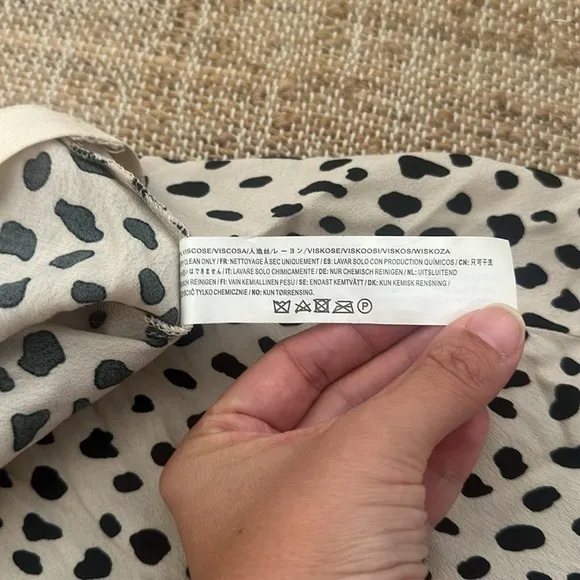 VISCOSE/VISCOSA/人造丝/レーヨン/VISKOSE/VISKOOSI/VISKOS/WISKOZA
CLEAN ONLY/ FR: NETTOYAGE À SEC UNIQUEMENT/ ES: LAVAR SOLO CON PRODUCTO QUÍMICOS/ CN: 只可干洗
はできません/ IT: LAVARE SOLO CHIMICAMENTE/ DE: NUR CHEMISCH REINIGEN/ NL: UITSLUITEND
REINIGEN/ FI: VAIN KEMIALLINEN PESU/ SE: ENDAST KEMTVÄTT/ DK: KUN KEMISK RENSNING/
TYLKO CHEMICZNIE/ NO: KUN TØRRENSING.
P